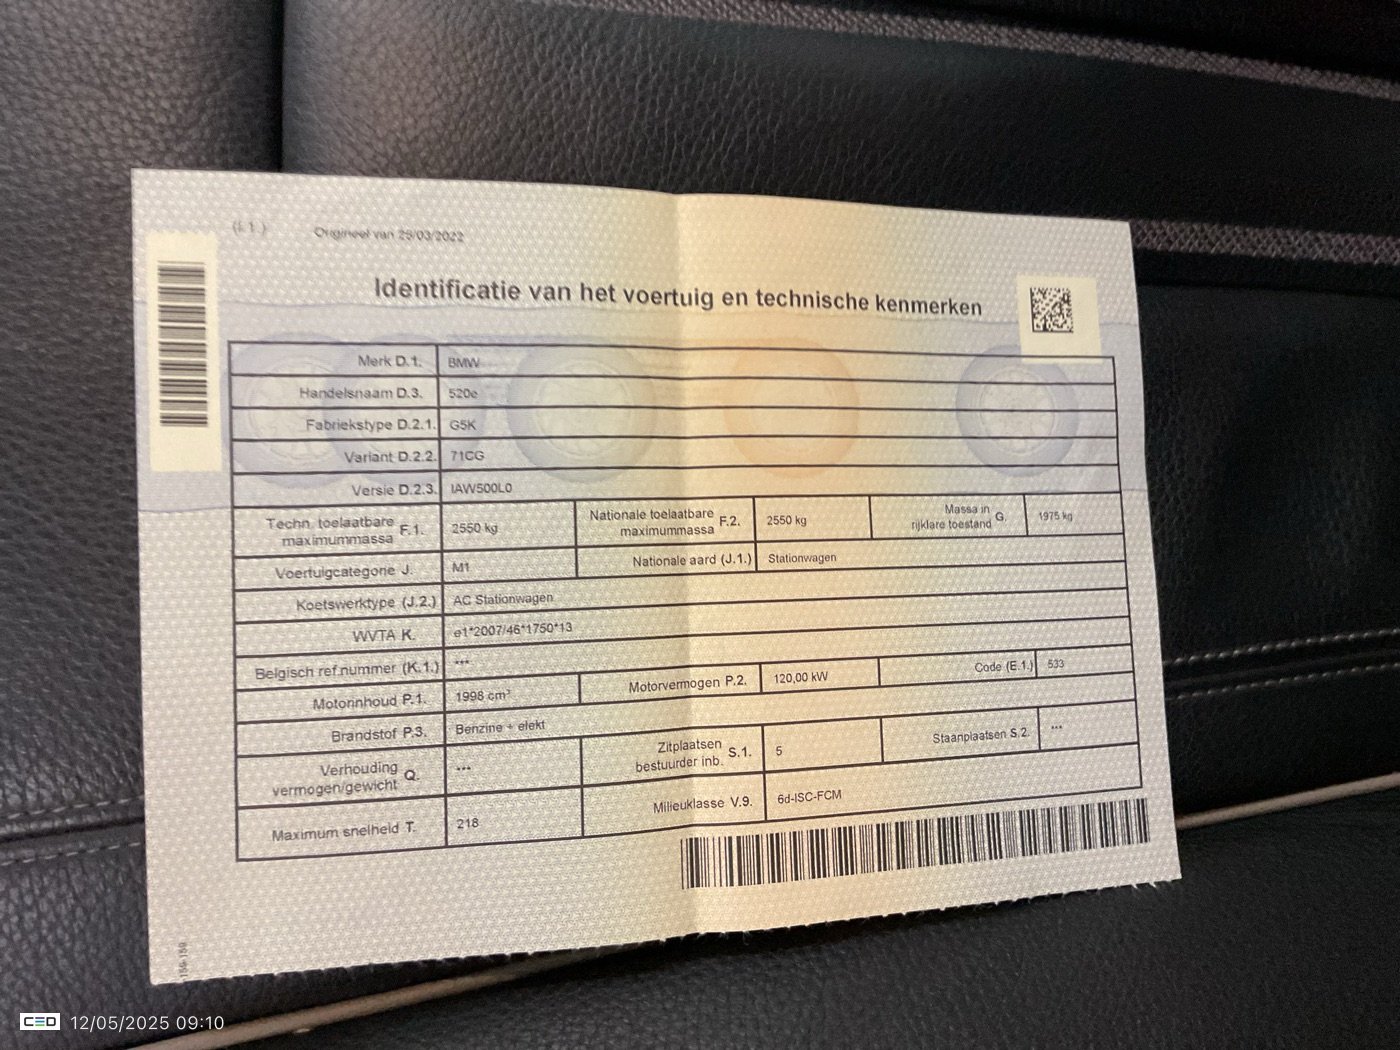 (I.1.) Origineel van 25/03/2022
Identificatie van het voertuig en technische kenmerken
Merk D.1. BMW
Handelsnaam D.3. 520e
Fabriekstype D.2.1. G5K
Variant D.2.2. 71CG
Versie D.2.3. IAW500L0
Techn. toelaatbare maximummassa F.1. 2550 kg Nationale toelaatbare maximummassa F.2. 2550 kg Massa in rijklare toestand G. 1975 kg
Voertuigcategorie J. M1 Nationale aard (J.1.) Stationwagen
Koetswerktype (J.2.) AC Stationwagen
WVTA K. e1*2007/46*1750*13
Belgisch ref.nummer (K.1.) ***
Motorinhoud P.1. 1998 cm³ Motorvermogen P.2. 120,00 kW Code (E.1.) 533
Brandstof P.3. Benzine + elekt
Verhouding vermogen/gewicht Q. *** Zitplaatsen bestuurder inb. S.1. 5 Staanplaatsen S.2. ***
Maximum snelheid T. 218 Milieuklasse V.9. 6d-ISC-FCM
CED 12/05/2025 09:10